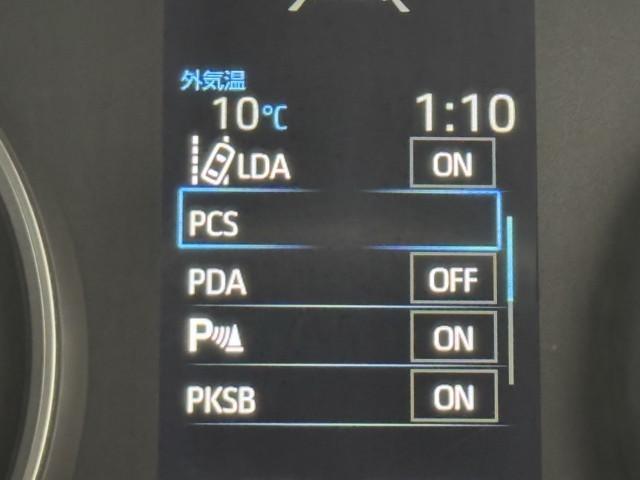 外気温
10℃ 1:10
LDA ON
PCS
PDA OFF
P ON
PKSB ON